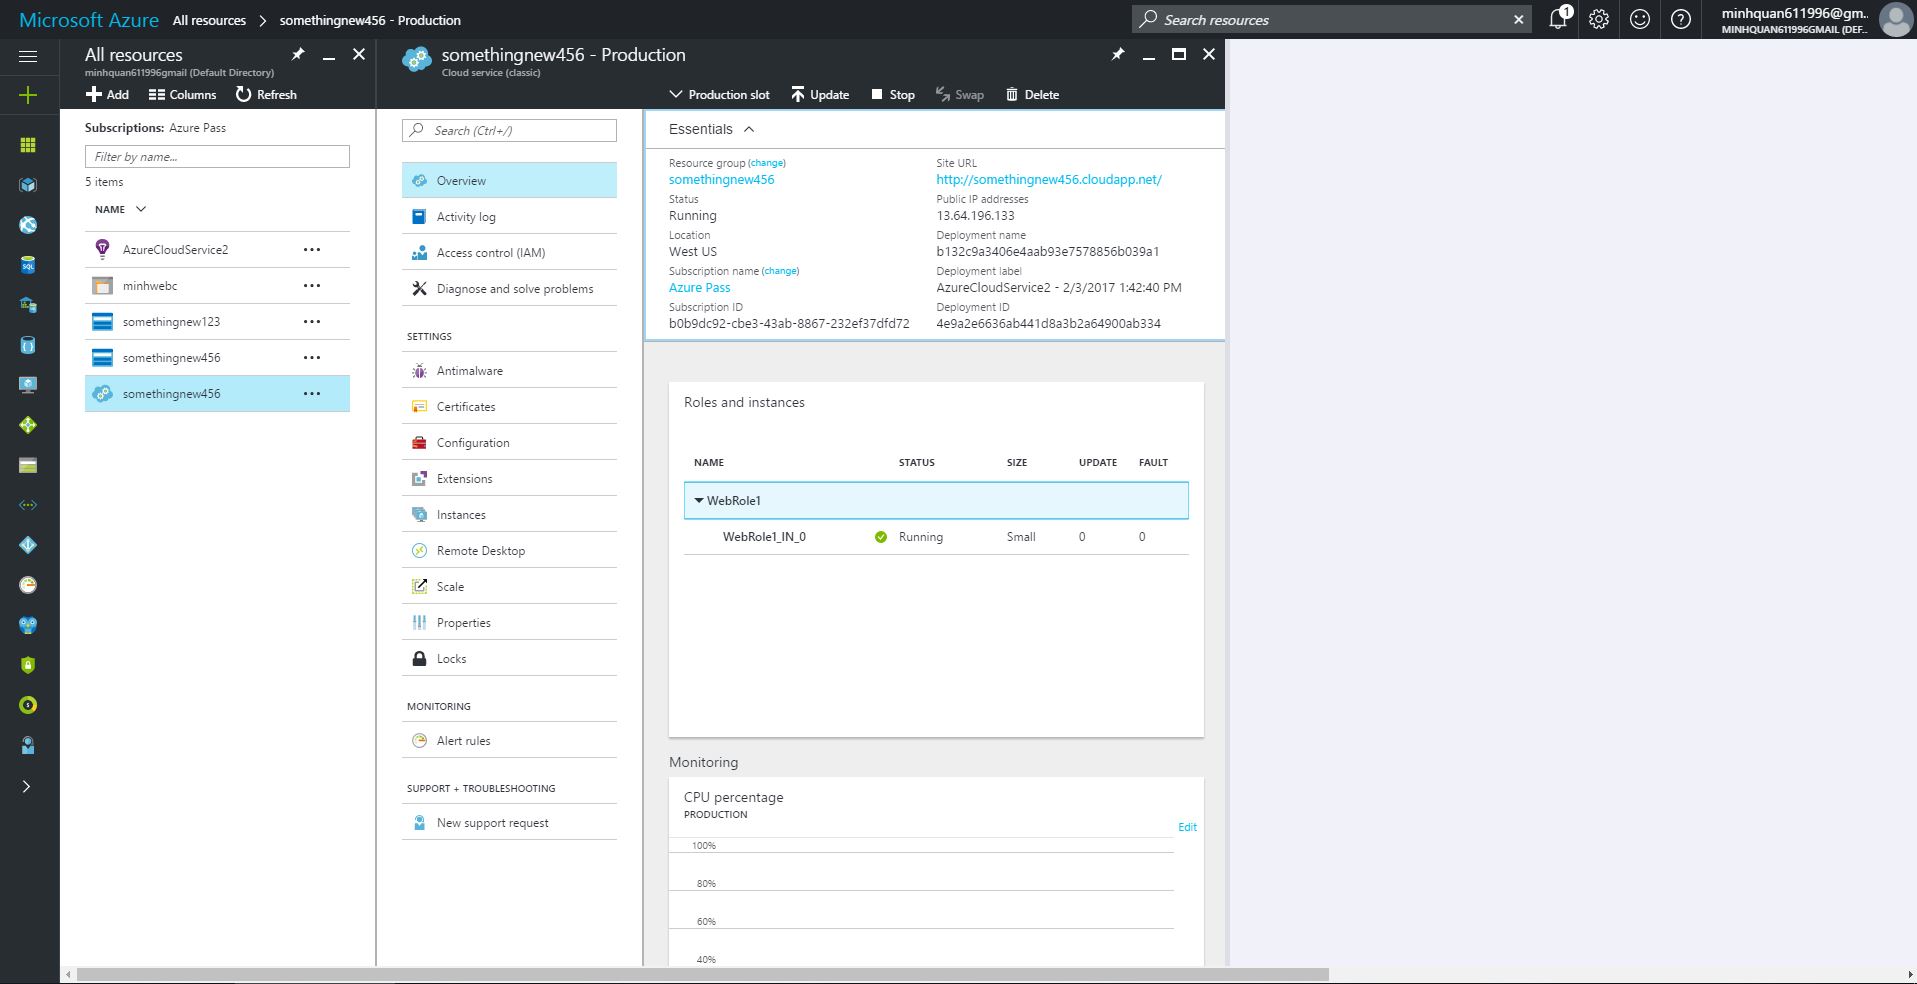 Microsoft Azure All resources > somethingnew456 - Production
Search resources
1
minhquan611996@gm..
MINHQUAN611996GMAIL (DEF...
All resources
minhquan611996gmail (Default Directory)
Add Columns Refresh
Subscriptions: Azure Pass
Filter by name...
5 items
NAME
AzureCloudService2
minhwebc
somethingnew123
somethingnew456
somethingnew456
somethingnew456 - Production
Cloud service (classic)
Production slot Update Stop Swap Delete
Search (Ctrl+/)
Overview
Activity log
Access control (IAM)
Diagnose and solve problems
SETTINGS
Antimalware
Certificates
Configuration
Extensions
Instances
Remote Desktop
Scale
Properties
Locks
MONITORING
Alert rules
SUPPORT + TROUBLESHOOTING
New support request
Essentials
Resource group (change)
somethingnew456
Status
Running
Location
West US
Subscription name (change)
Azure Pass
Subscription ID
b0b9dc92-cbe3-43ab-8867-232ef37dfd72
Site URL
http://somethingnew456.cloudapp.net/
Public IP addresses
13.64.196.133
Deployment name
b132c9a3406e4aab93e7578856b039a1
Deployment label
AzureCloudService2 - 2/3/2017 1:42:40 PM
Deployment ID
4e9a2e6636ab441d8a3b2a64900ab334
Roles and instances
NAME STATUS SIZE UPDATE FAULT
WebRole1
WebRole1_IN_0 Running Small 0 0
Monitoring
CPU percentage
PRODUCTION
Edit
100%
80%
60%
40%